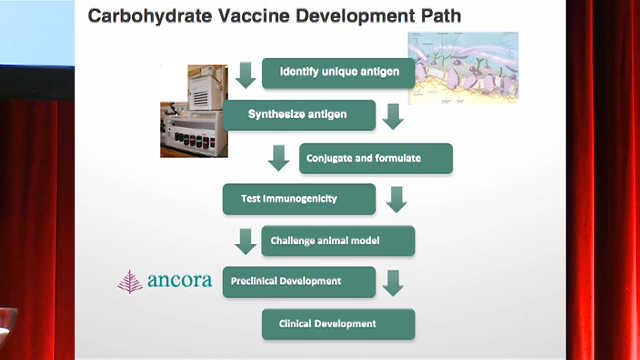 Carbohydrate Vaccine Development Path
Identify unique antigen
Synthesize antigen
Conjugate and formulate
Test Immunogenicity
Challenge animal model
ancora
Preclinical Development
Clinical Development